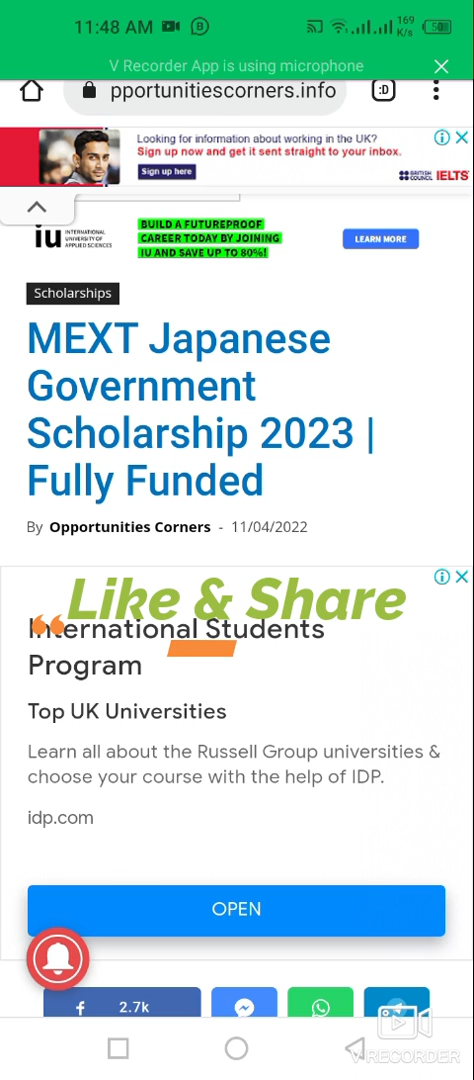 11:48 AM
169
K/s
50
V Recorder App is using microphone
pportunitiescorners.info
:D
Looking for information about working in the UK?
Sign up now and get it sent straight to your inbox.
Sign up here
BRITISH COUNCIL IELTS
iu INTERNATIONAL UNIVERSITY OF APPLIED SCIENCES
BUILD A FUTUREPROOF
CAREER TODAY BY JOINING
IU AND SAVE UP TO 80%!
LEARN MORE
Scholarships
MEXT Japanese
Government
Scholarship 2023 |
Fully Funded
By Opportunities Corners - 11/04/2022
Like & Share
International Students
Program
Top UK Universities
Learn all about the Russell Group universities &
choose your course with the help of IDP.
idp.com
OPEN
2.7k
V RECORDER